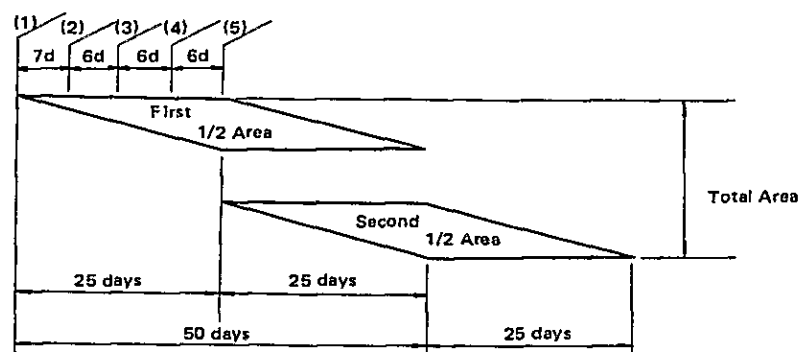 (1) (2) (3) (4) (5)
7d 6d 6d 6d
First
1/2 Area
Total Area
Second
1/2 Area
25 days 25 days
50 days 25 days